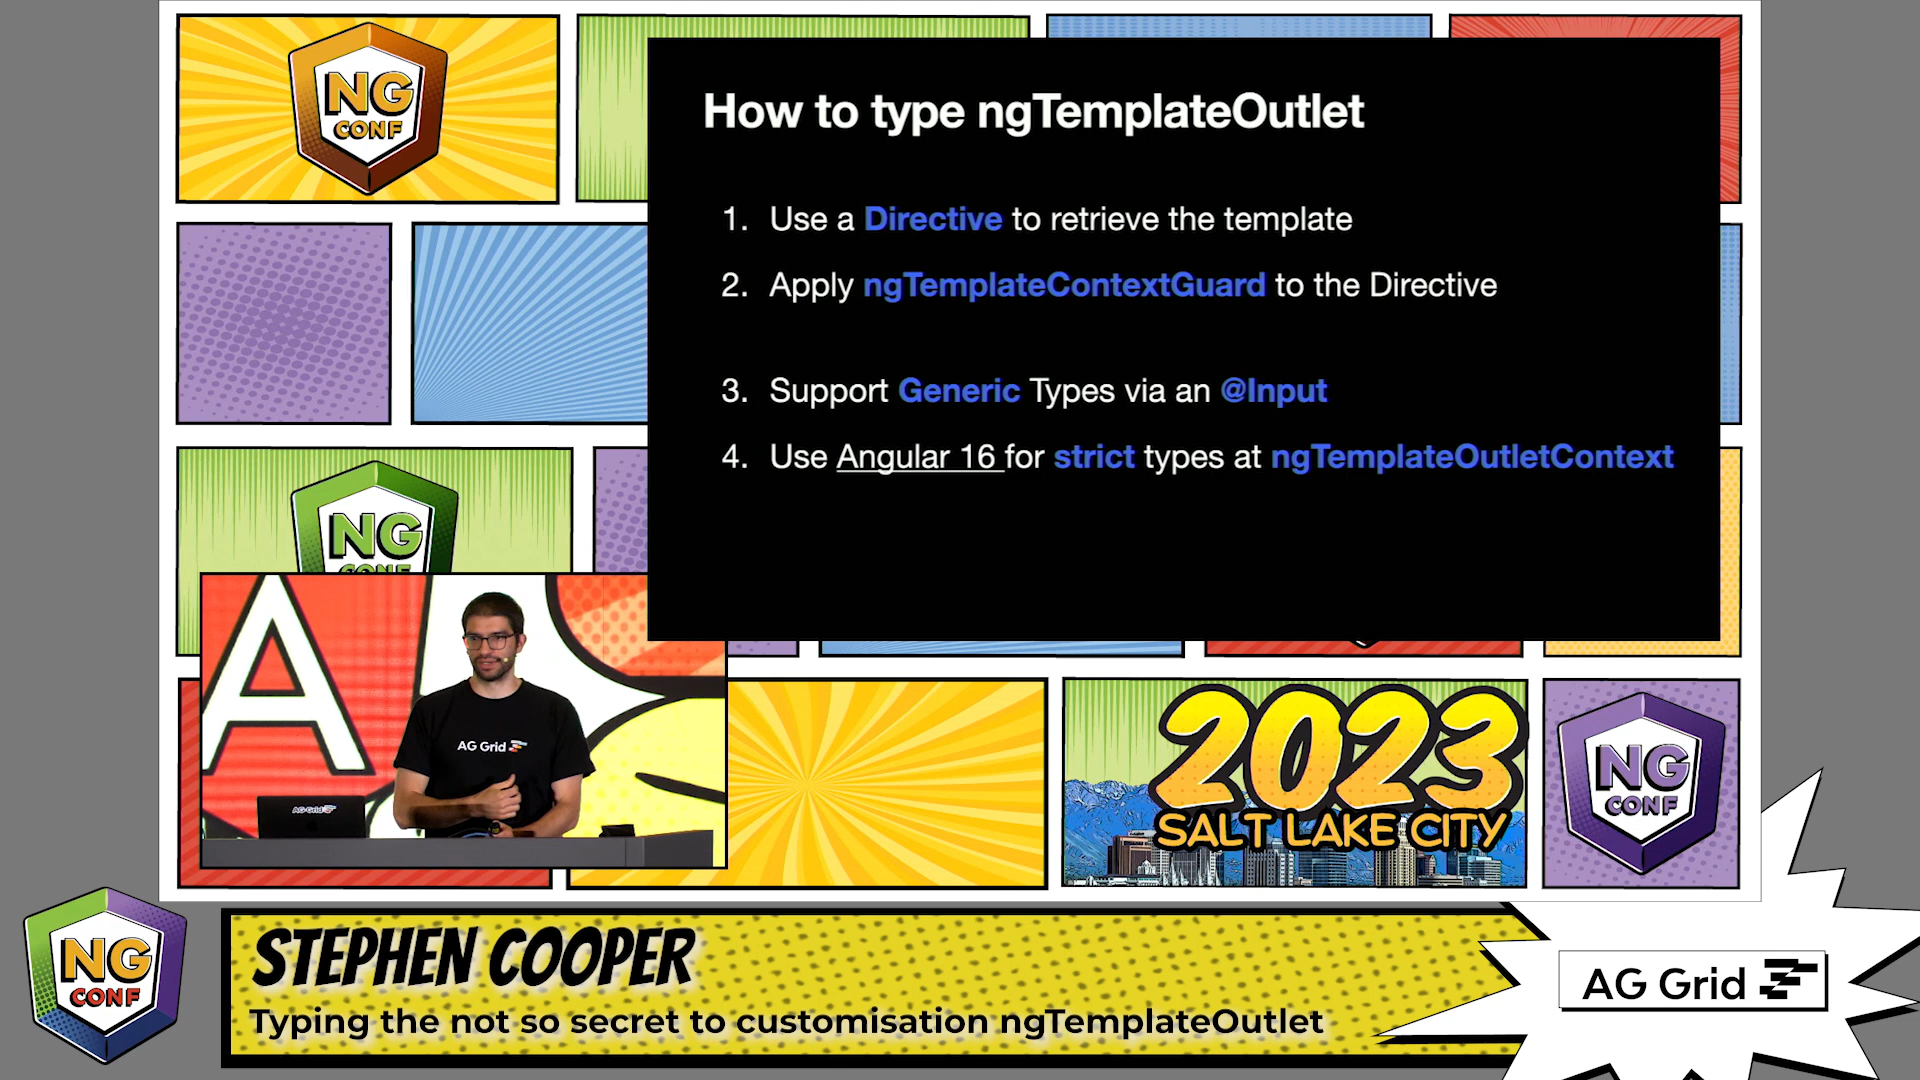 NG
CONF
How to type ngTemplateOutlet
1. Use a Directive to retrieve the template
2. Apply ngTemplateContextGuard to the Directive
3. Support Generic Types via an @Input
4. Use Angular 16 for strict types at ngTemplateOutletContext
NG
CONF
A
AG Grid
AG Grid
2023
SALT LAKE CITY
NG
CONF
NG
CONF
STEPHEN COOPER
Typing the not so secret to customisation ngTemplateOutlet
AG Grid